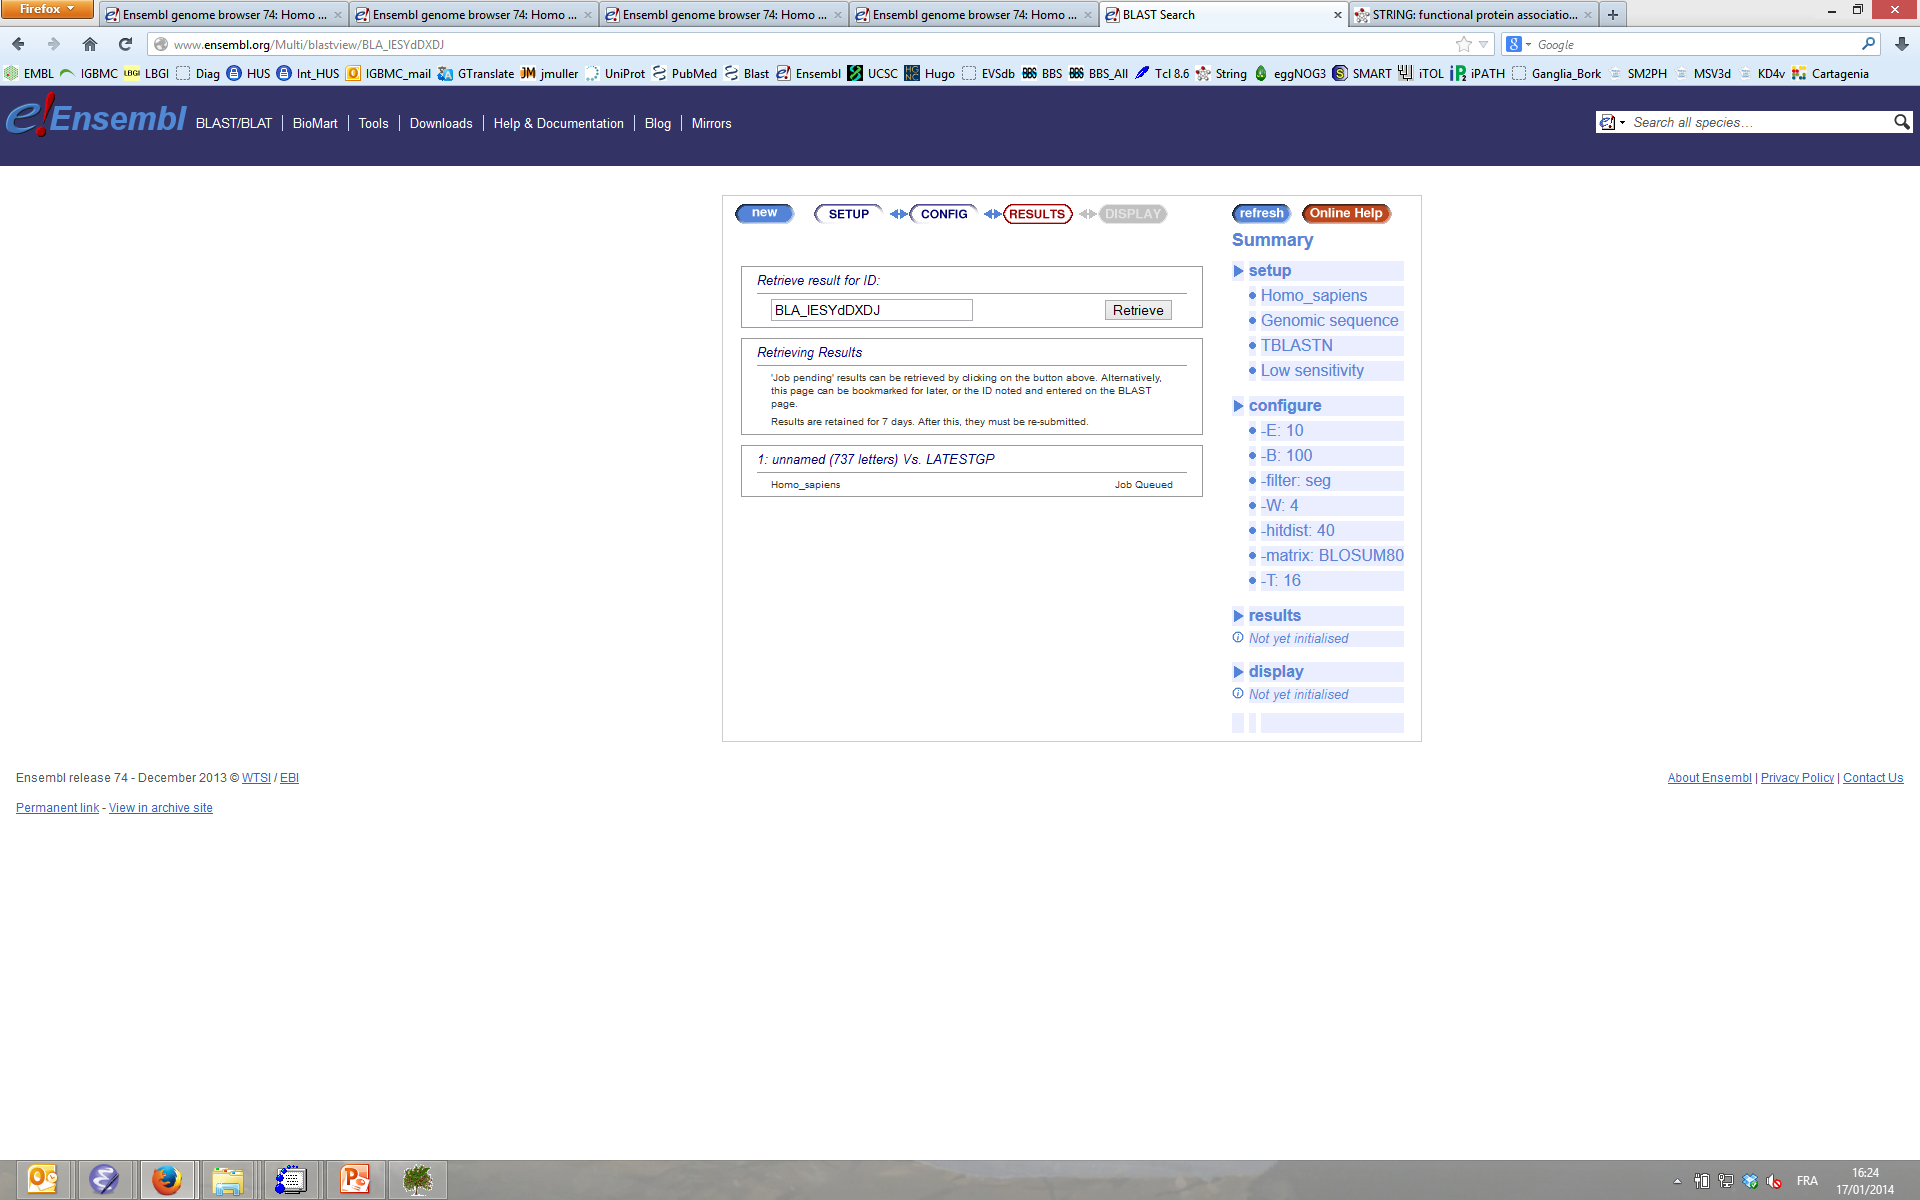 Firefox
Ensembl genome browser 74: Homo ...
Ensembl genome browser 74: Homo ...
Ensembl genome browser 74: Homo ...
Ensembl genome browser 74: Homo ...
BLAST Search
STRING: functional protein associatio...
www.ensembl.org/Multi/blastview/BLA_IESYdDXDJ
Google
EMBL IGBMC LBGI LBGI Diag HUS Int_HUS IGBMC_mail GTranslate JM jmuller UniProt PubMed Blast Ensembl UCSC Hugo EVSdb BBS BBS BBS BBS_All Tcl 8.6 String eggNOG3 SMART iTOL iPATH Ganglia_Bork SM2PH MSV3d KD4v Cartagenia
e!Ensembl BLAST/BLAT | BioMart | Tools | Downloads | Help & Documentation | Blog | Mirrors
Search all species...
new SETUP CONFIG RESULTS DISPLAY
refresh Online Help
Retrieve result for ID:
BLA_IESYdDXDJ Retrieve
Retrieving Results
'Job pending' results can be retrieved by clicking on the button above. Alternatively,
this page can be bookmarked for later, or the ID noted and entered on the BLAST
page.
Results are retained for 7 days. After this, they must be re-submitted.
1: unnamed (737 letters) Vs. LATESTGP
Homo_sapiens Job Queued
Summary
setup
Homo_sapiens
Genomic sequence
TBLASTN
Low sensitivity
configure
-E: 10
-B: 100
-filter: seg
-W: 4
-hitdist: 40
-matrix: BLOSUM80
-T: 16
results
Not yet initialised
display
Not yet initialised
Ensembl release 74 - December 2013 © WTSI / EBI
About Ensembl | Privacy Policy | Contact Us
Permanent link - View in archive site
FRA
16:24
17/01/2014